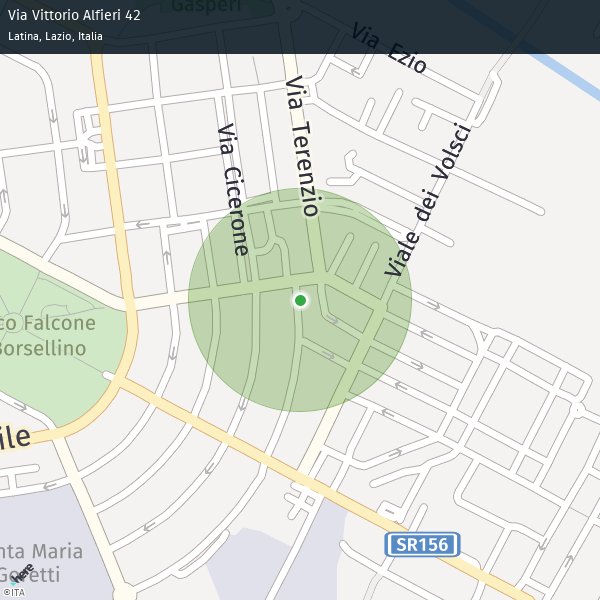 Via Vittorio Alfieri 42
Latina, Lazio, Italia
Gasperi
Via Ezio
Via Terenzio
Via Cicerone
Viale dei Volsci
co Falcone
Borsellino
ile
SR156
nta Maria
Goretti
here
©ITA